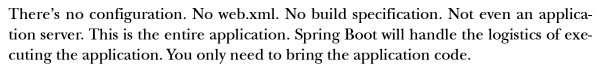 There’s no configuration. No web.xml. No build specification. Not even an applica-
tion server. This is the entire application. Spring Boot will handle the logistics of exe-
cuting the application. You only need to bring the application code.